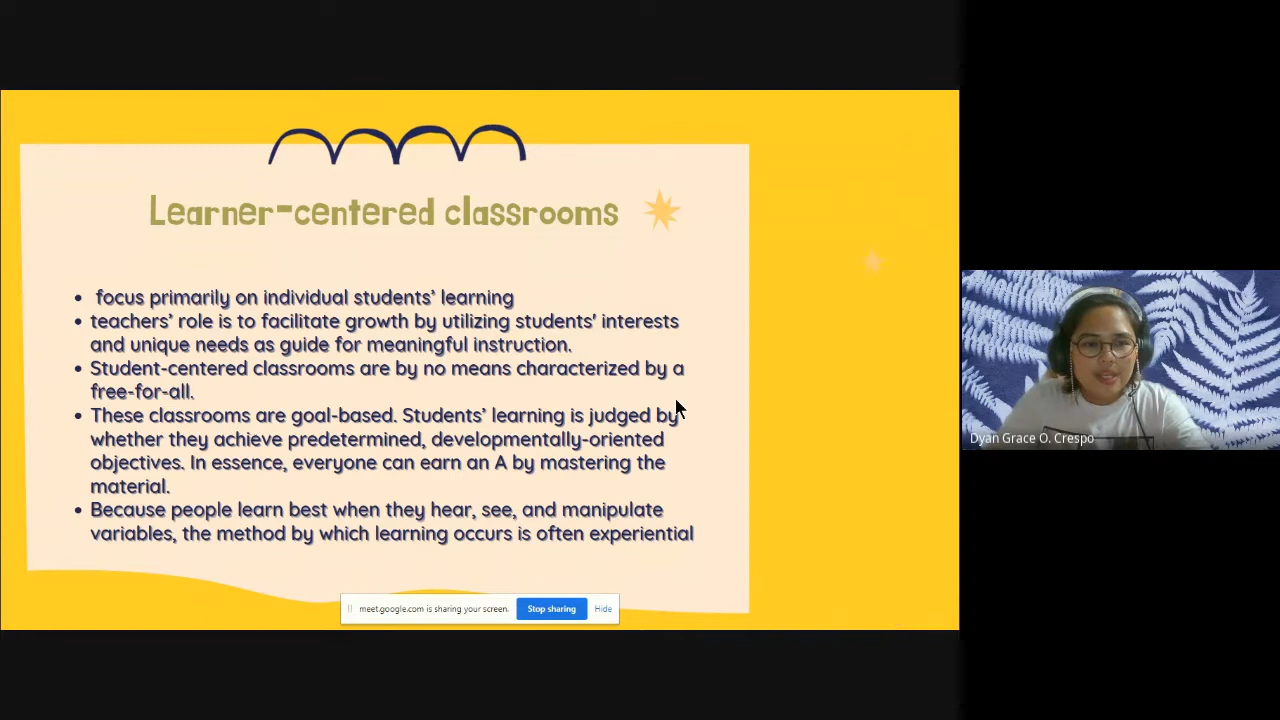 Learner-centered classrooms
• focus primarily on individual students’ learning
• teachers’ role is to facilitate growth by utilizing students' interests
and unique needs as guide for meaningful instruction.
• Student-centered classrooms are by no means characterized by a
free-for-all.
• These classrooms are goal-based. Students’ learning is judged by
whether they achieve predetermined, developmentally-oriented
objectives. In essence, everyone can earn an A by mastering the
material.
• Because people learn best when they hear, see, and manipulate
variables, the method by which learning occurs is often experiential
meet.google.com is sharing your screen.
Stop sharing
Hide
Dyan Grace O. Crespo